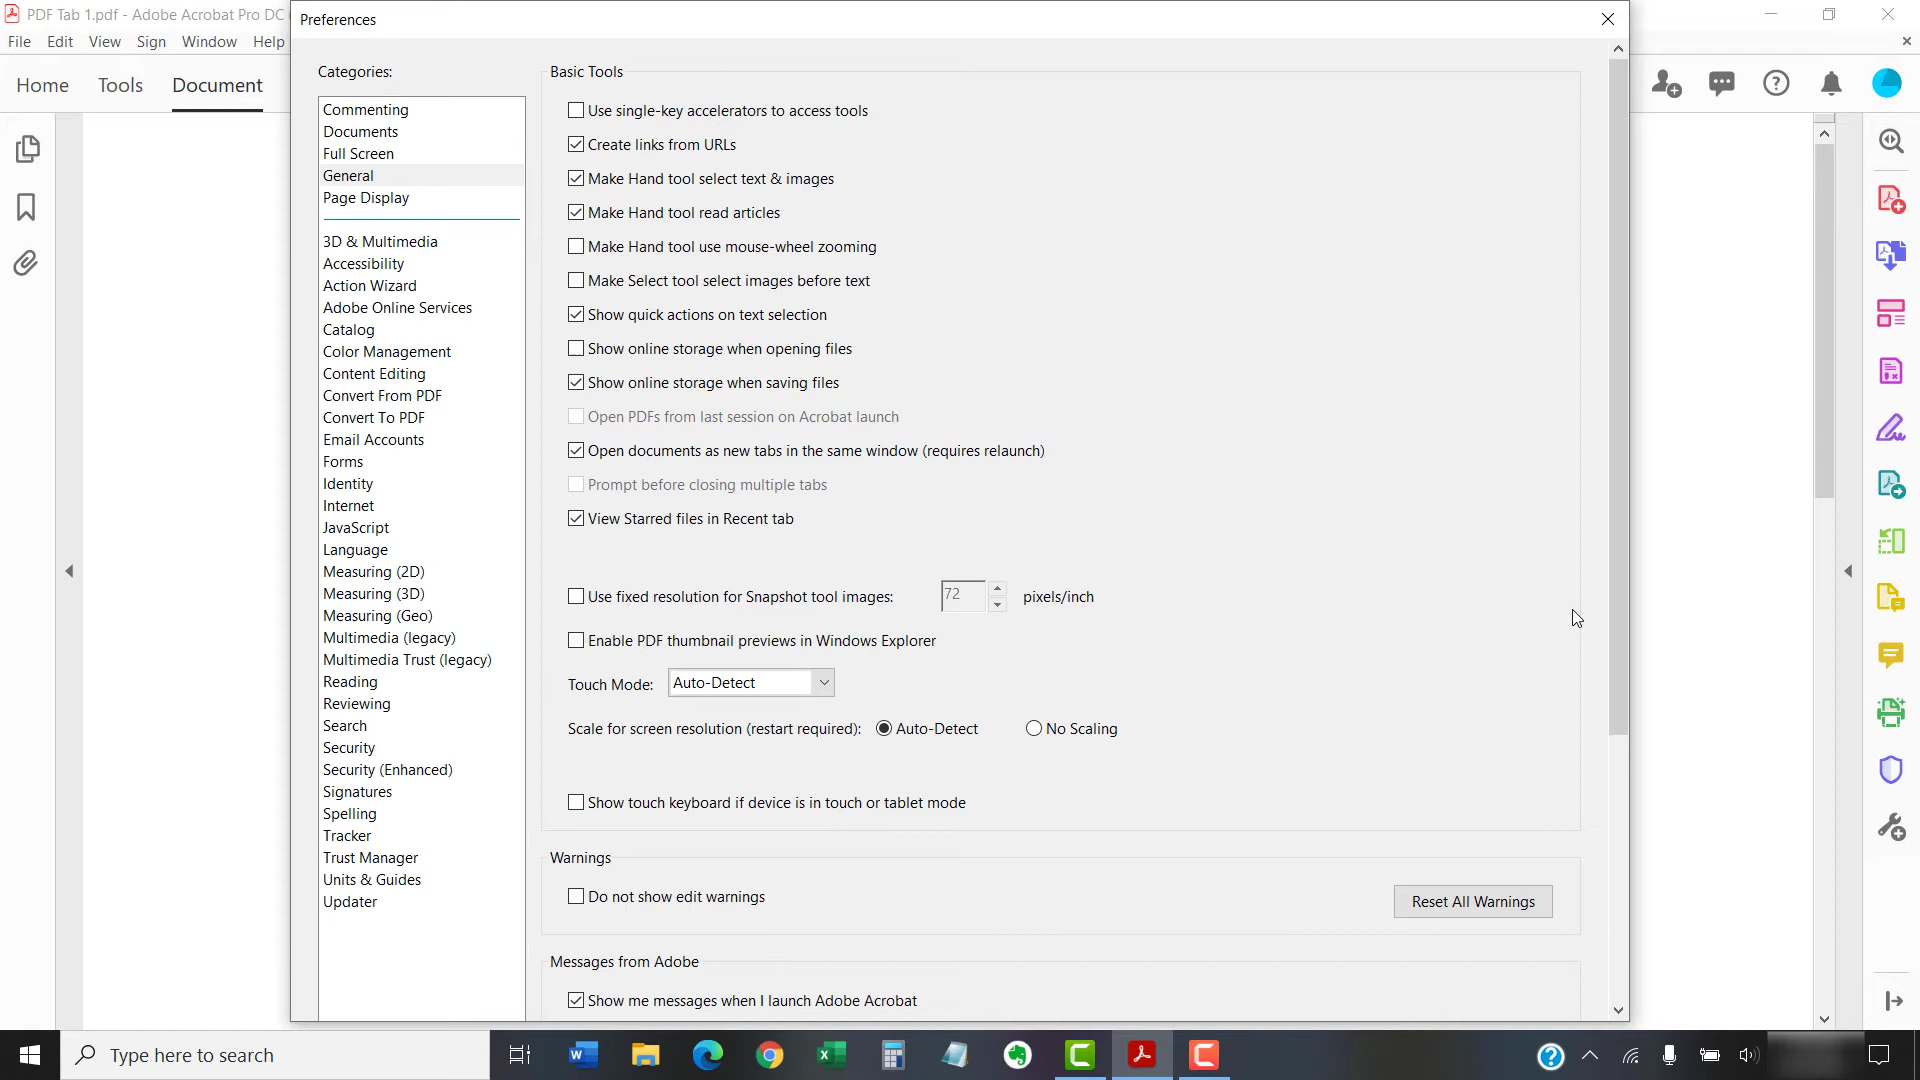 PDF Tab 1.pdf - Adobe Acrobat Pro DC (
Preferences
File Edit View Sign Window Help
Home Tools Document
Categories:
Commenting
Documents
Full Screen
General
Page Display
3D & Multimedia
Accessibility
Action Wizard
Adobe Online Services
Catalog
Color Management
Content Editing
Convert From PDF
Convert To PDF
Email Accounts
Forms
Identity
Internet
JavaScript
Language
Measuring (2D)
Measuring (3D)
Measuring (Geo)
Multimedia (legacy)
Multimedia Trust (legacy)
Reading
Reviewing
Search
Security
Security (Enhanced)
Signatures
Spelling
Tracker
Trust Manager
Units & Guides
Updater
Basic Tools
Use single-key accelerators to access tools
Create links from URLs
Make Hand tool select text & images
Make Hand tool read articles
Make Hand tool use mouse-wheel zooming
Make Select tool select images before text
Show quick actions on text selection
Show online storage when opening files
Show online storage when saving files
Open PDFs from last session on Acrobat launch
Open documents as new tabs in the same window (requires relaunch)
Prompt before closing multiple tabs
View Starred files in Recent tab
Use fixed resolution for Snapshot tool images: 72 pixels/inch
Enable PDF thumbnail previews in Windows Explorer
Touch Mode: Auto-Detect
Scale for screen resolution (restart required): Auto-Detect No Scaling
Show touch keyboard if device is in touch or tablet mode
Warnings
Do not show edit warnings
Reset All Warnings
Messages from Adobe
Show me messages when I launch Adobe Acrobat
Type here to search